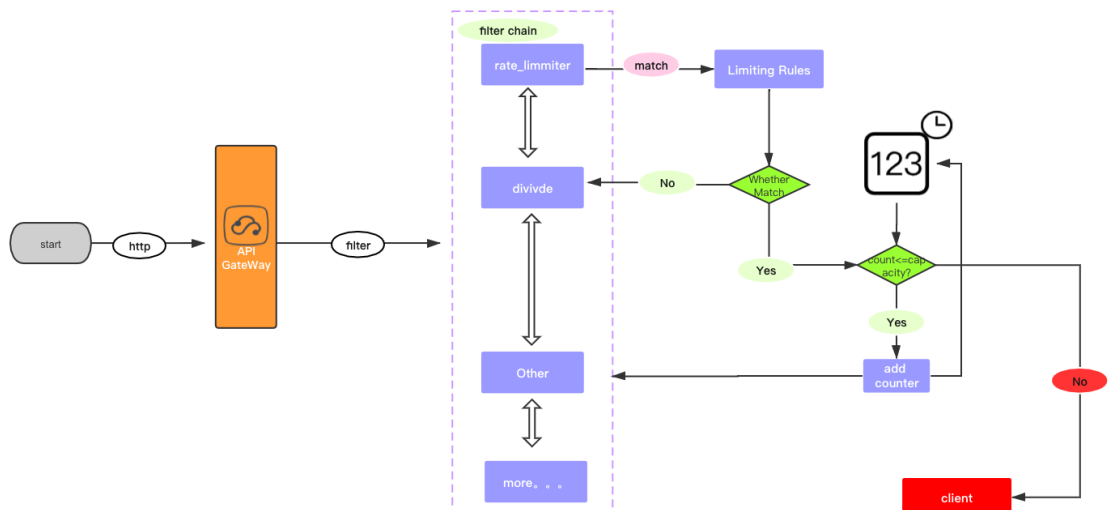 filter chain
rate_limmiter
match
Limiting Rules
123
No
Whether
Match
divivde
start
http
API
GateWay
filter
Yes
count<=cap
acity?
Yes
Other
add
counter
No
more。。。
client